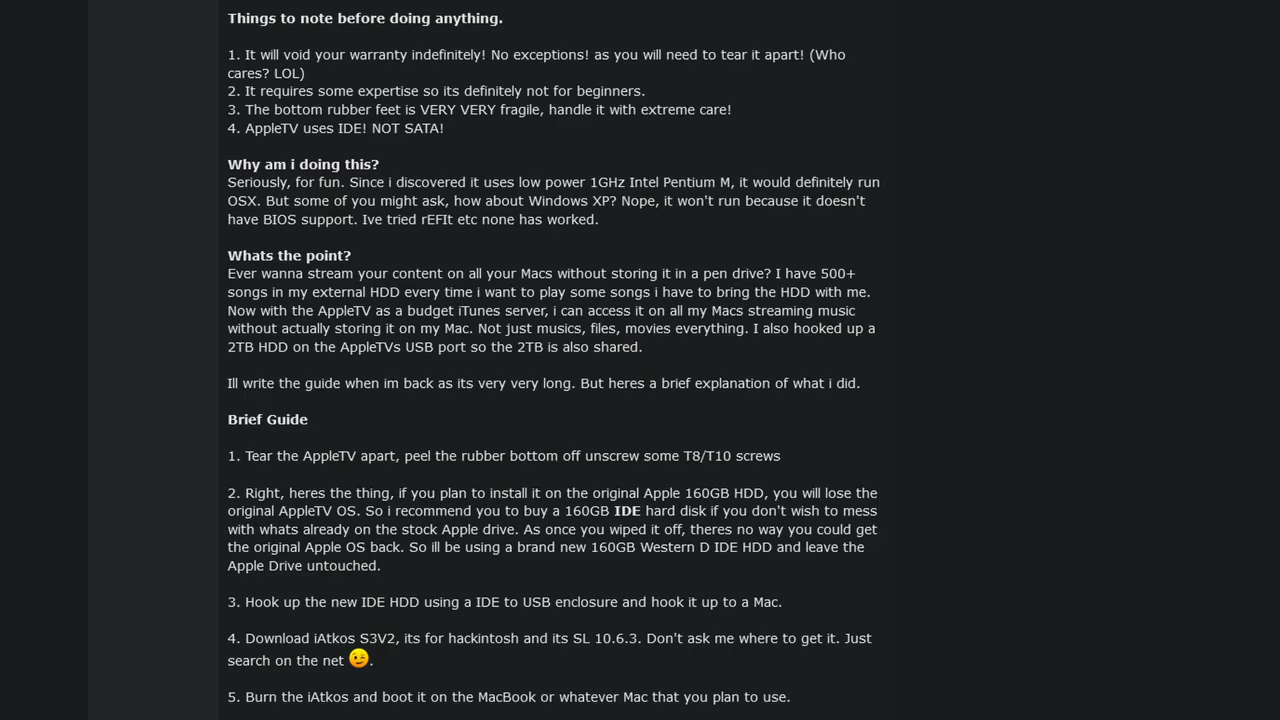 Things to note before doing anything.
1. It will void your warranty indefinitely! No exceptions! as you will need to tear it apart! (Who
cares? LOL)
2. It requires some expertise so its definitely not for beginners.
3. The bottom rubber feet is VERY VERY fragile, handle it with extreme care!
4. AppleTV uses IDE! NOT SATA!
Why am i doing this?
Seriously, for fun. Since i discovered it uses low power 1GHz Intel Pentium M, it would definitely run
OSX. But some of you might ask, how about Windows XP? Nope, it won't run because it doesn't
have BIOS support. Ive tried rEFIt etc none has worked.
Whats the point?
Ever wanna stream your content on all your Macs without storing it in a pen drive? I have 500+
songs in my external HDD every time i want to play some songs i have to bring the HDD with me.
Now with the AppleTV as a budget iTunes server, i can access it on all my Macs streaming music
without actually storing it on my Mac. Not just musics, files, movies everything. I also hooked up a
2TB HDD on the AppleTVs USB port so the 2TB is also shared.
Ill write the guide when im back as its very very long. But heres a brief explanation of what i did.
Brief Guide
1. Tear the AppleTV apart, peel the rubber bottom off unscrew some T8/T10 screws
2. Right, heres the thing, if you plan to install it on the original Apple 160GB HDD, you will lose the
original AppleTV OS. So i recommend you to buy a 160GB IDE hard disk if you don't wish to mess
with whats already on the stock Apple drive. As once you wiped it off, theres no way you could get
the original Apple OS back. So ill be using a brand new 160GB Western D IDE HDD and leave the
Apple Drive untouched.
3. Hook up the new IDE HDD using a IDE to USB enclosure and hook it up to a Mac.
4. Download iAtkos S3V2, its for hackintosh and its SL 10.6.3. Don't ask me where to get it. Just
search on the net 😉.
5. Burn the iAtkos and boot it on the MacBook or whatever Mac that you plan to use.